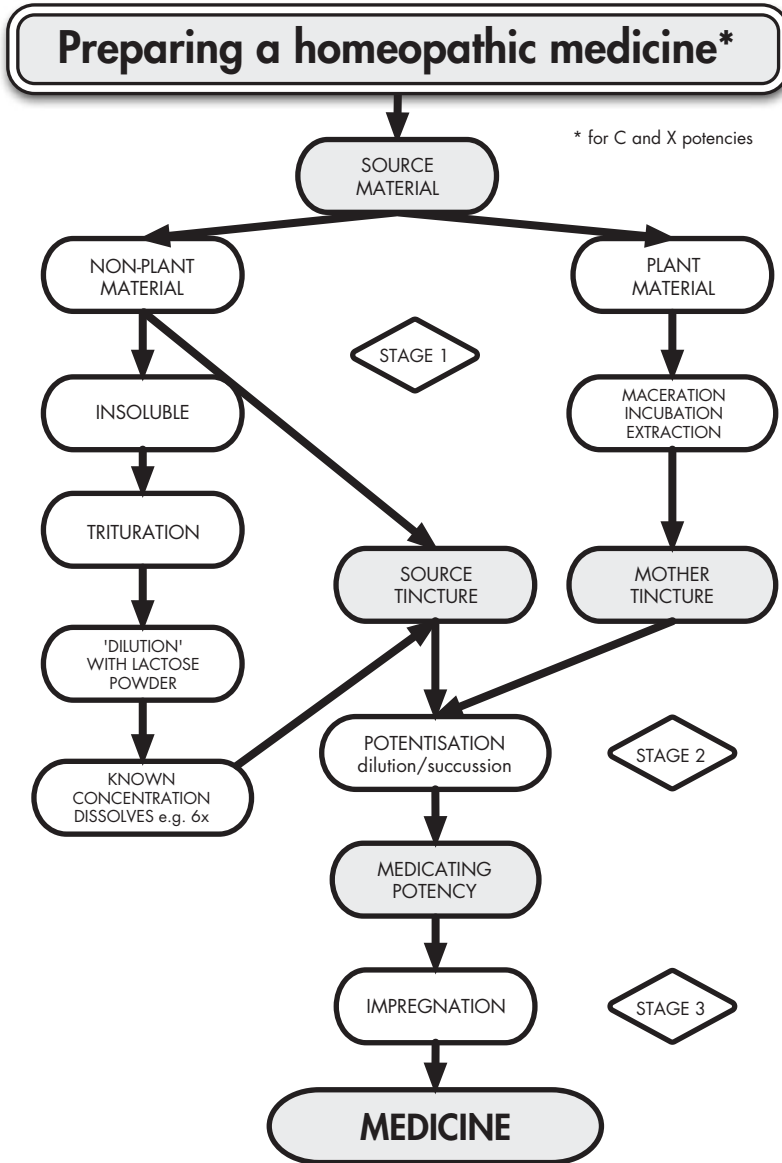 Preparing a homeopathic medicine*
* for C and X potencies
SOURCE
MATERIAL
NON-PLANT
MATERIAL
PLANT
MATERIAL
STAGE 1
INSOLUBLE
MACERATION
INCUBATION
EXTRACTION
TRITURATION
SOURCE
TINCTURE
MOTHER
TINCTURE
'DILUTION'
WITH LACTOSE
POWDER
POTENTISATION
dilution/succussion
STAGE 2
KNOWN
CONCENTRATION
DISSOLVES e.g. 6x
MEDICATING
POTENCY
IMPREGNATION
STAGE 3
MEDICINE